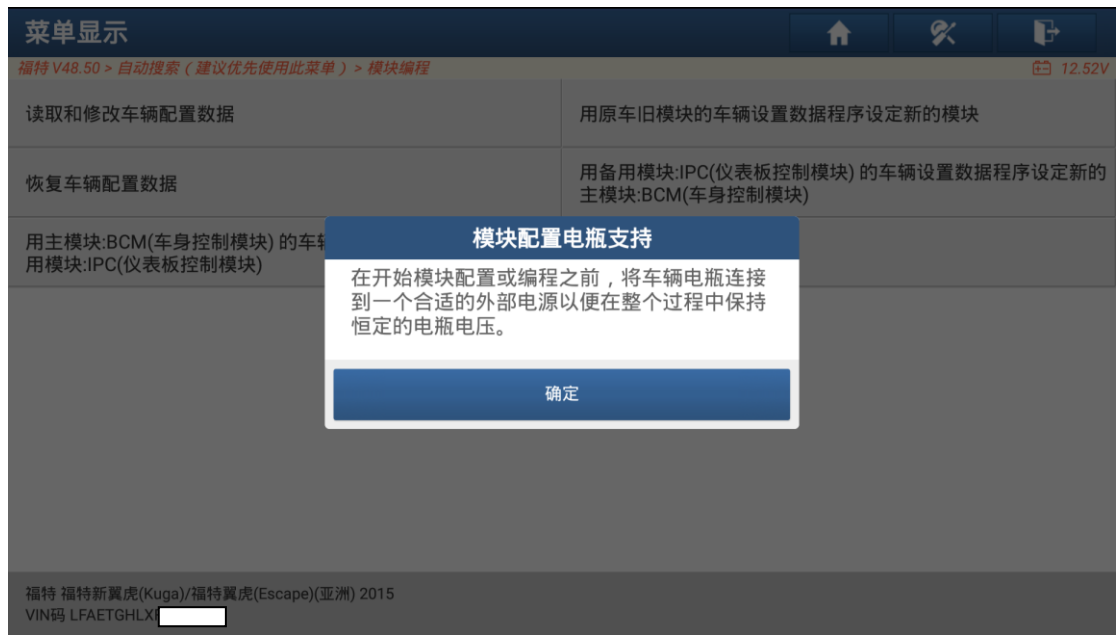 菜单显示
福特 V48.50 > 自动搜索 ( 建议优先使用此菜单 ) > 模块编程
12.52V
读取和修改车辆配置数据
用原车旧模块的车辆设置数据程序设定新的模块
恢复车辆配置数据
用备用模块:IPC(仪表板控制模块) 的车辆设置数据程序设定新的
主模块:BCM(车身控制模块)
用主模块:BCM(车身控制模块) 的车
用模块:IPC(仪表板控制模块)
模块配置电瓶支持
在开始模块配置或编程之前，将车辆电瓶连接
到一个合适的外部电源以便在整个过程中保持
恒定的电瓶电压。
确定
福特 福特新翼虎(Kuga)/福特翼虎(Escape)(亚洲) 2015
VIN码 LFAETGHLX